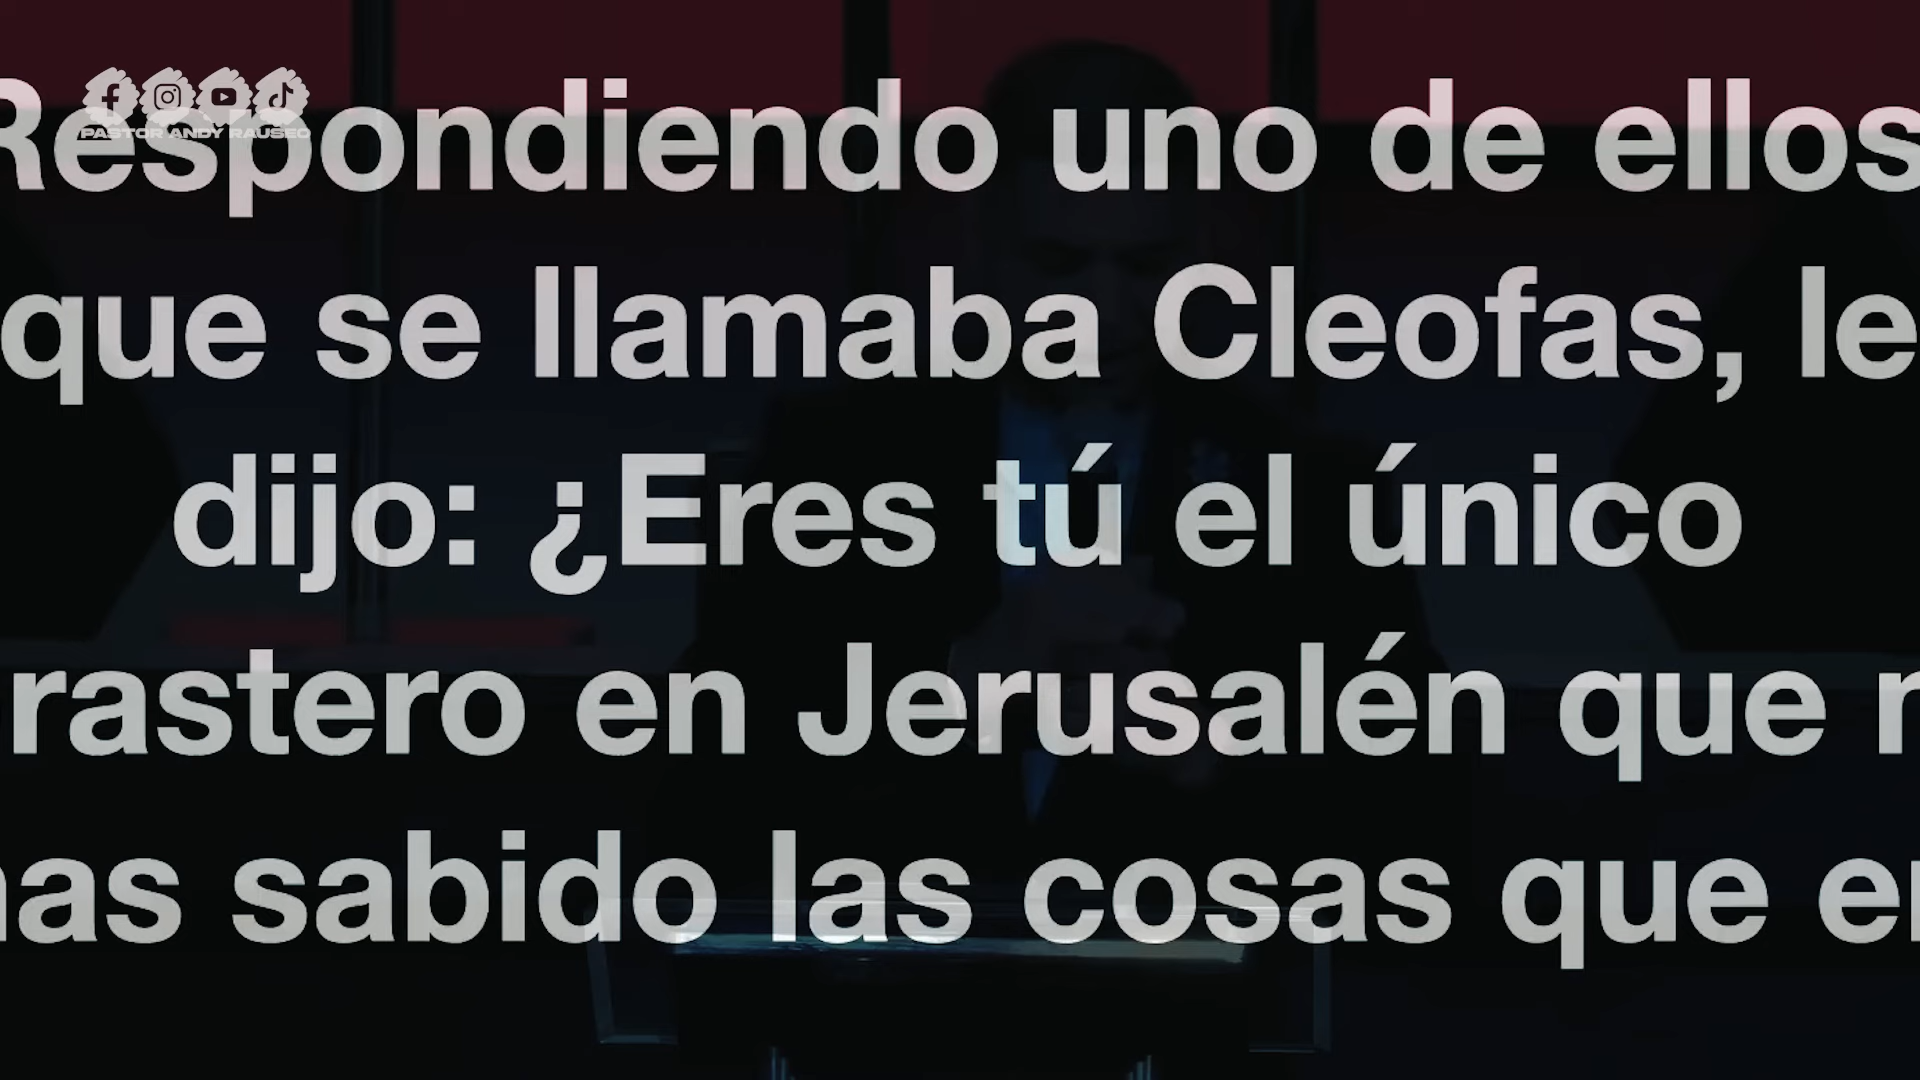 PASTOR ANDY RAUSEO
Respondiendo uno de ellos
que se llamaba Cleofas, le
dijo: ¿Eres tú el único
rastero en Jerusalén que
has sabido las cosas que